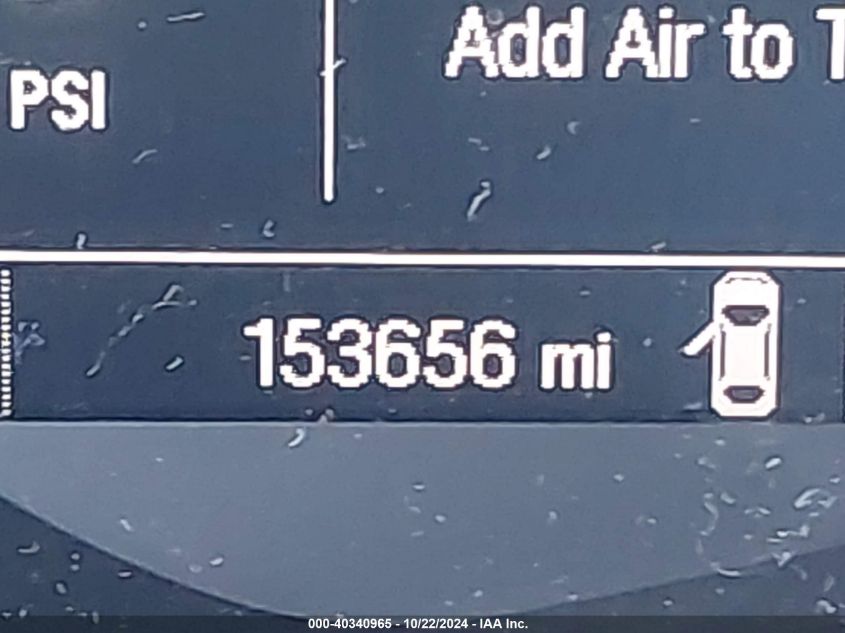 PSI
Add Air to
153656 mi
000-40340965 - 10/22/2024 - IAA Inc.